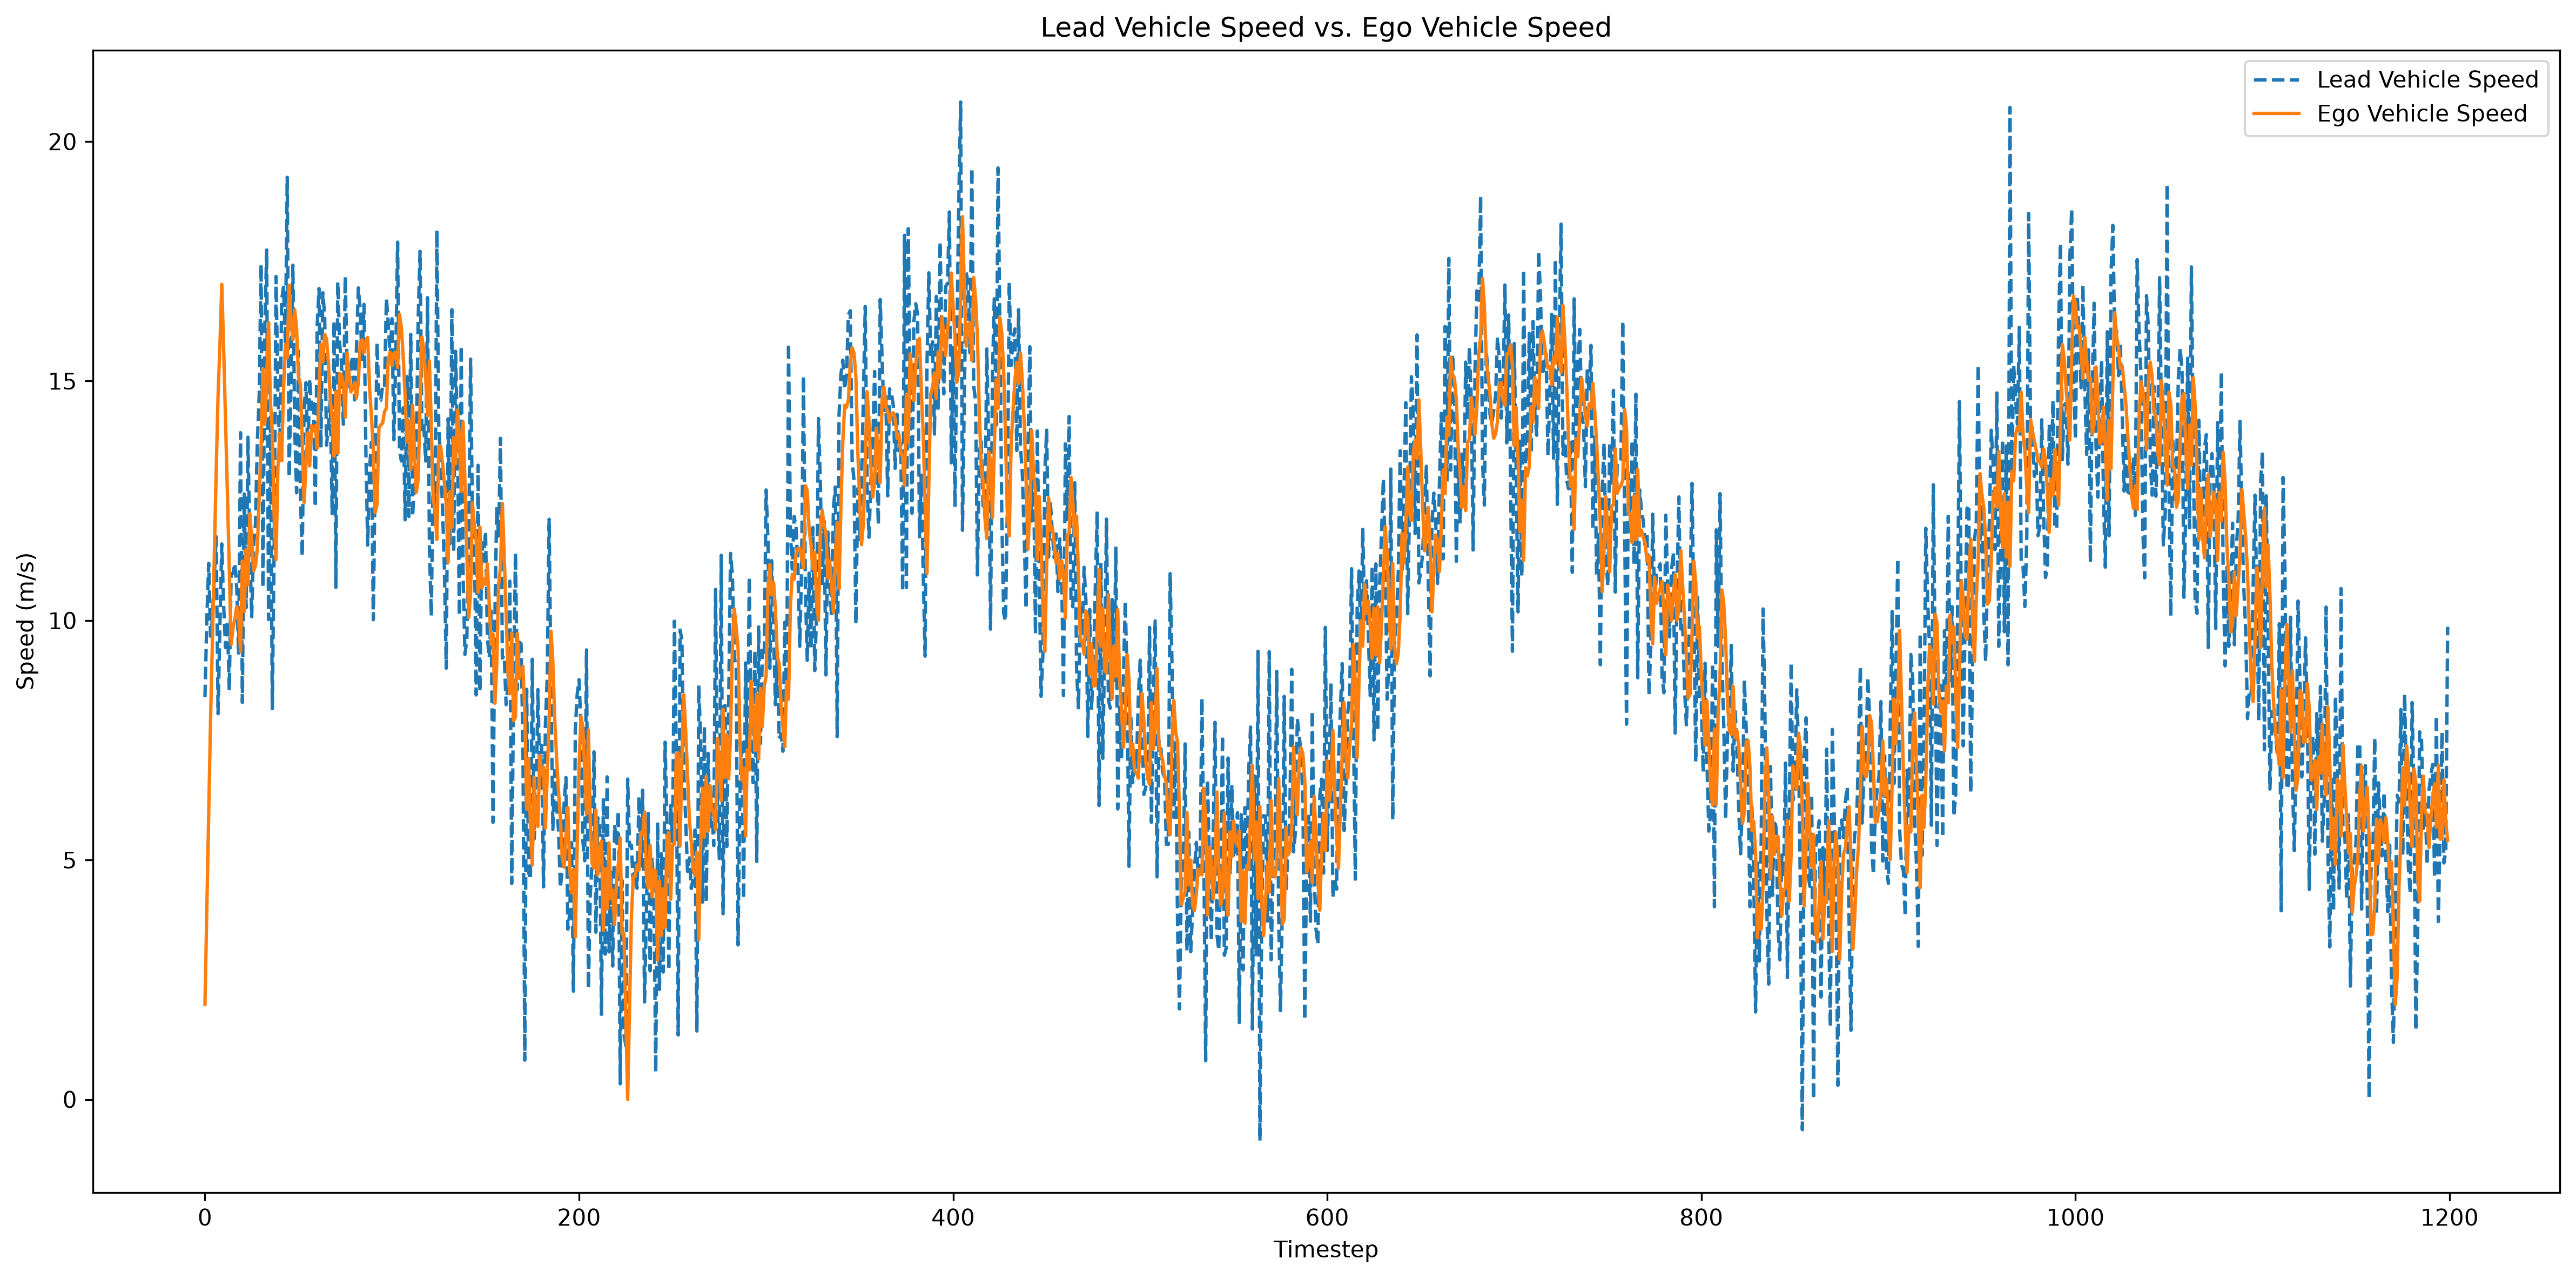 Lead Vehicle Speed vs. Ego Vehicle Speed
Lead Vehicle Speed
Ego Vehicle Speed
Speed (m/s)
20
15
10
5
0
0 200 400 600 800 1000 1200
Timestep